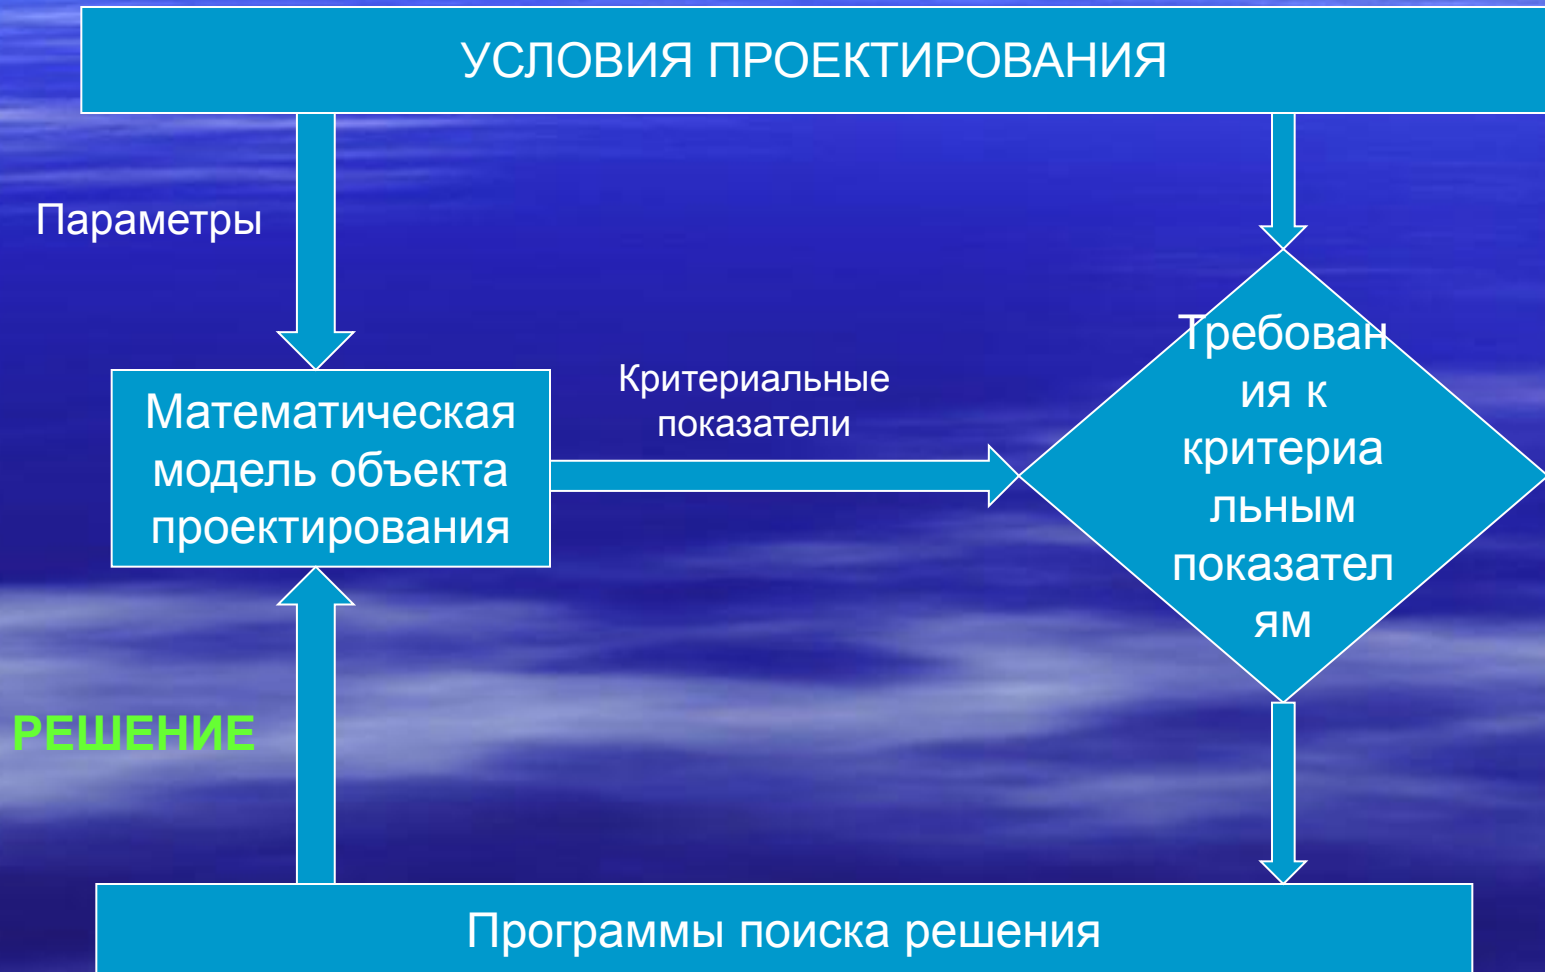 УСЛОВИЯ ПРОЕКТИРОВАНИЯ
Параметры
Математическая
модель объекта
проектирования
Критериальные
показатели
Требован
ия к
критериа
льным
показател
ям
РЕШЕНИЕ
Программы поиска решения